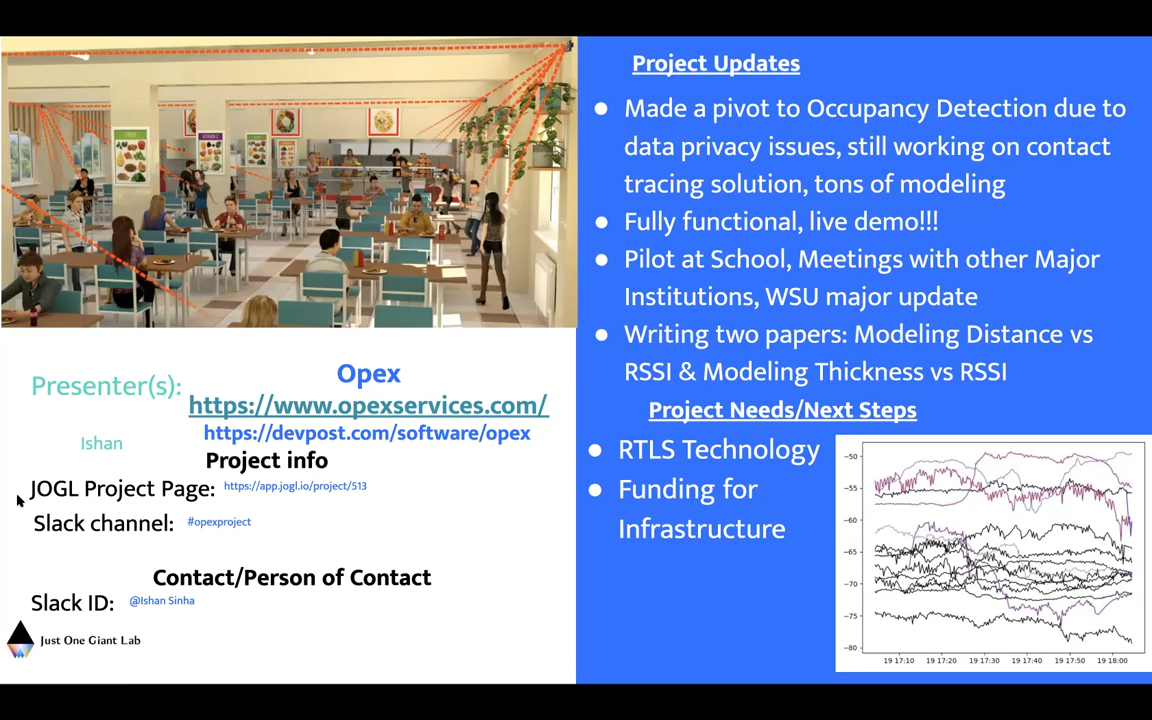 Presenter(s):
Ishan
Opex
https://www.opexservices.com/
https://devpost.com/software/opex
Project info
JOGL Project Page: https://app.jogl.io/project/513
Slack channel: #opexproject
Contact/Person of Contact
Slack ID: @Ishan Sinha
Just One Giant Lab
Project Updates
● Made a pivot to Occupancy Detection due to
data privacy issues, still working on contact
tracing solution, tons of modeling
● Fully functional, live demo!!!
● Pilot at School, Meetings with other Major
Institutions, WSU major update
● Writing two papers: Modeling Distance vs
RSSI & Modeling Thickness vs RSSI
Project Needs/Next Steps
● RTLS Technology
● Funding for
Infrastructure
−50
−55
−60
−65
−70
−75
−80
19 17:10 19 17:20 19 17:30 19 17:40 19 17:50 19 18:00